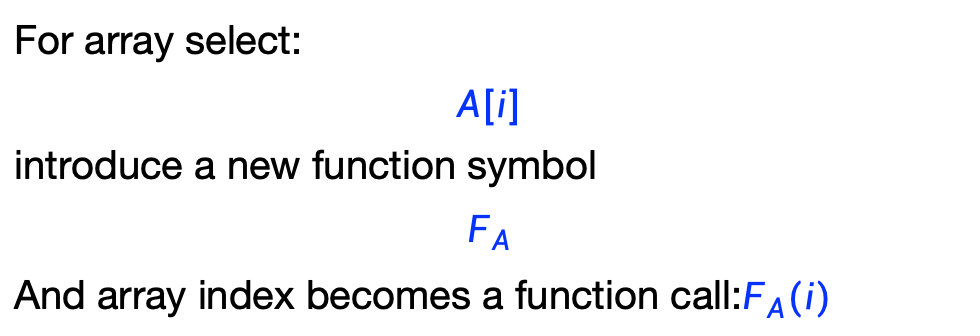 For array select:
A[i]
introduce a new function symbol
F_A
And array index becomes a function call:F_A(i)